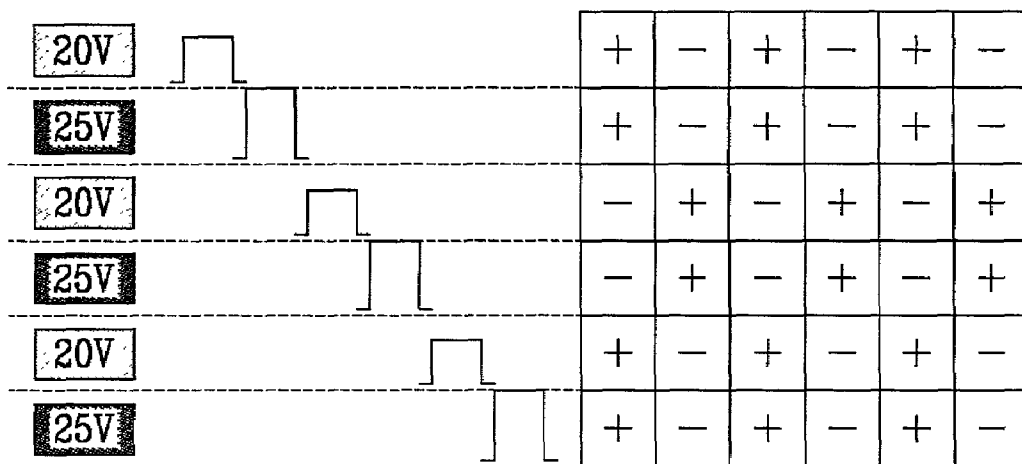 20V + - + - + -
25V + - + - + -
20V - + - + - +
25V - + - + - +
20V + - + - + -
25V + - + - + -